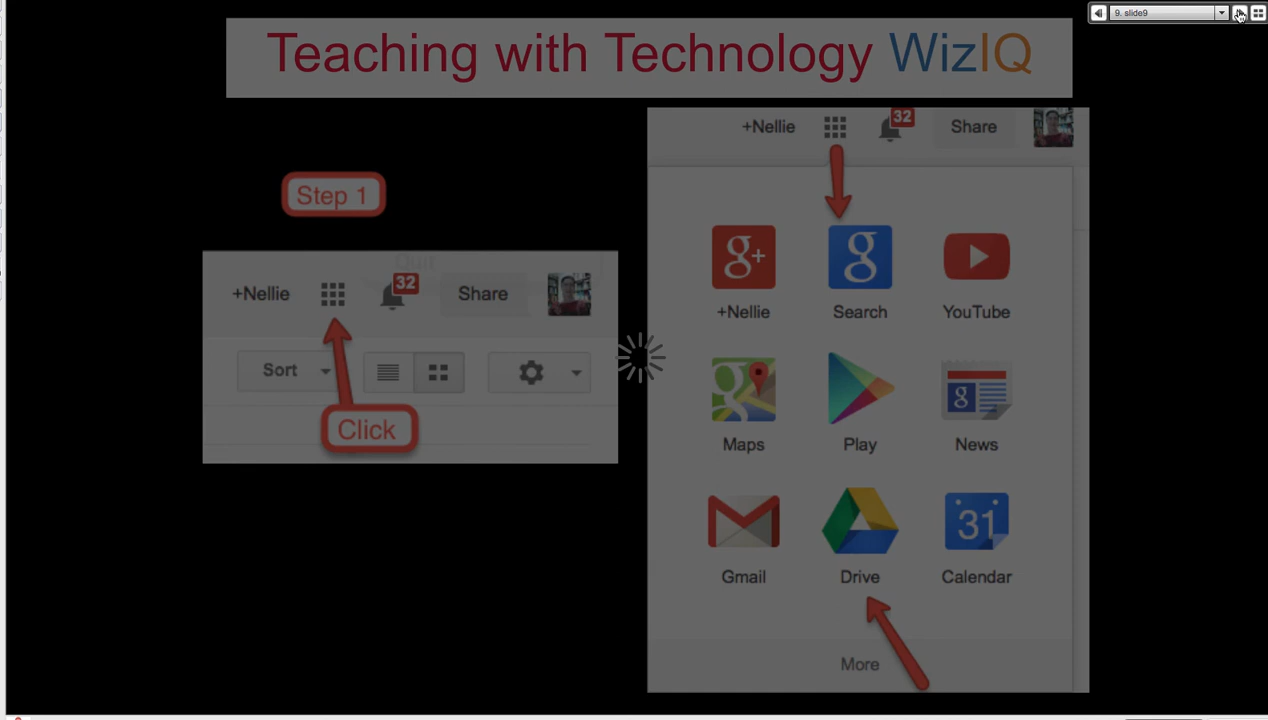 9. slide9
Teaching with Technology WizIQ
Step 1
Quit
+Nellie 32 Share
Sort
Click
+Nellie 32 Share
g+ g
+Nellie Search YouTube
g g
Maps Play News
31
Gmail Drive Calendar
More